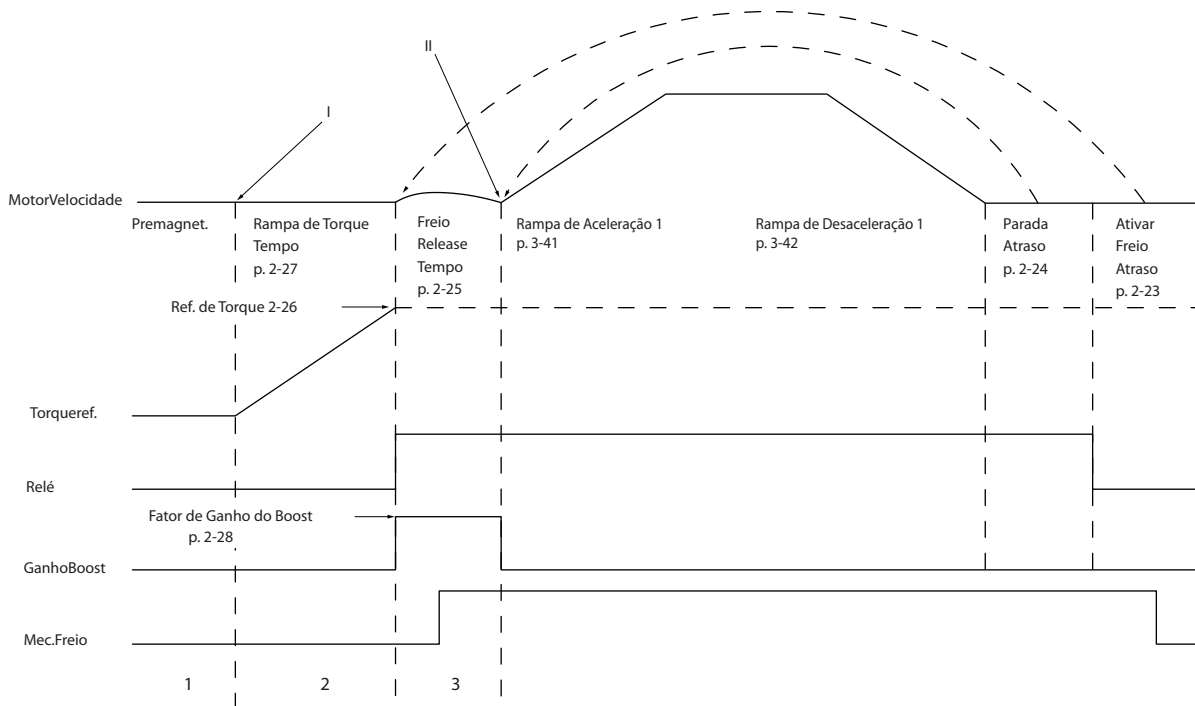 I
II
MotorVelocidade
Premagnet.
Rampa de Torque
Tempo
p. 2-27
Freio
Release
Tempo
p. 2-25
Rampa de Aceleração 1
p. 3-41
Rampa de Desaceleração 1
p. 3-42
Parada
Atraso
p. 2-24
Ativar
Freio
Atraso
p. 2-23
Ref. de Torque 2-26
Torqueref.
Relé
Fator de Ganho do Boost
p. 2-28
GanhoBoost
Mec.Freio
1
2
3